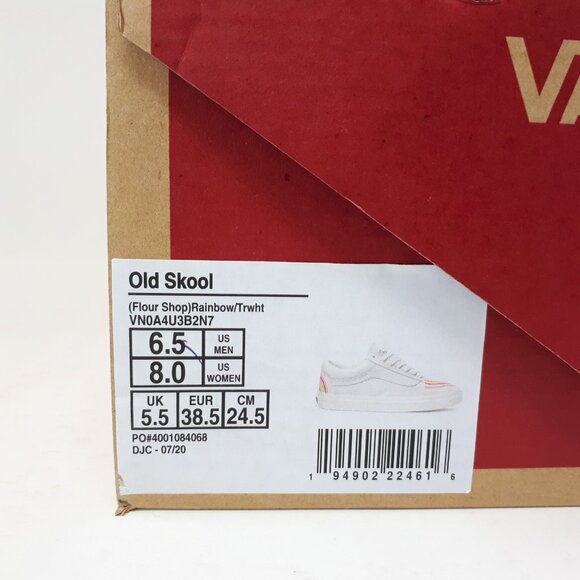 VA
Old Skool
(Flour Shop)Rainbow/Trwht
VN0A4U3B2N7
6.5 US MEN
8.0 US WOMEN
UK EUR CM
5.5 38.5 24.5
PO#4001084068
DJC - 07/20
1 94902 22461 6